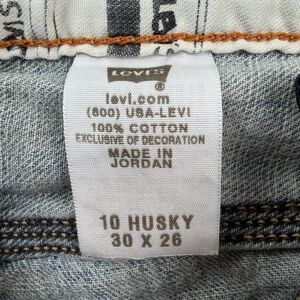 LEVI'S
levi.com
(800) USA-LEVI
100% COTTON
EXCLUSIVE OF DECORATION
MADE IN
JORDAN
10 HUSKY
30 X 26